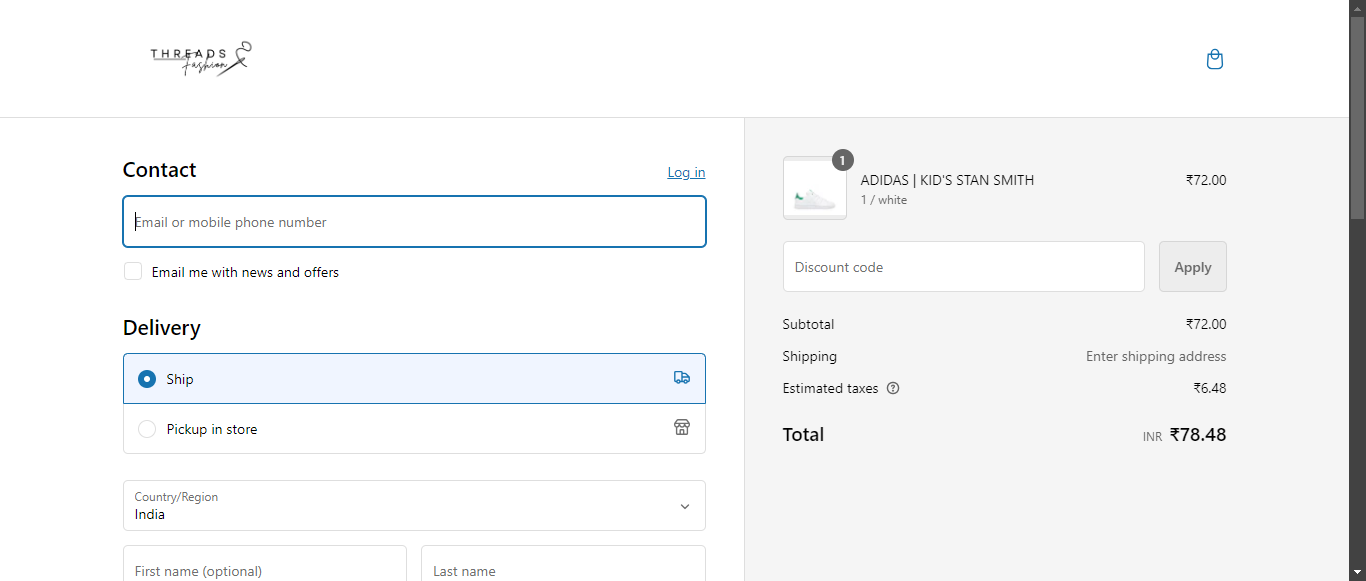 THREADS
Fashion
Contact
Log in
Email or mobile phone number
Email me with news and offers
Delivery
Ship
Pickup in store
Country/Region
India
First name (optional)
Last name
1
ADIDAS | KID'S STAN SMITH
₹72.00
1 / white
Discount code
Apply
Subtotal
₹72.00
Shipping
Enter shipping address
Estimated taxes
₹6.48
Total
INR ₹78.48